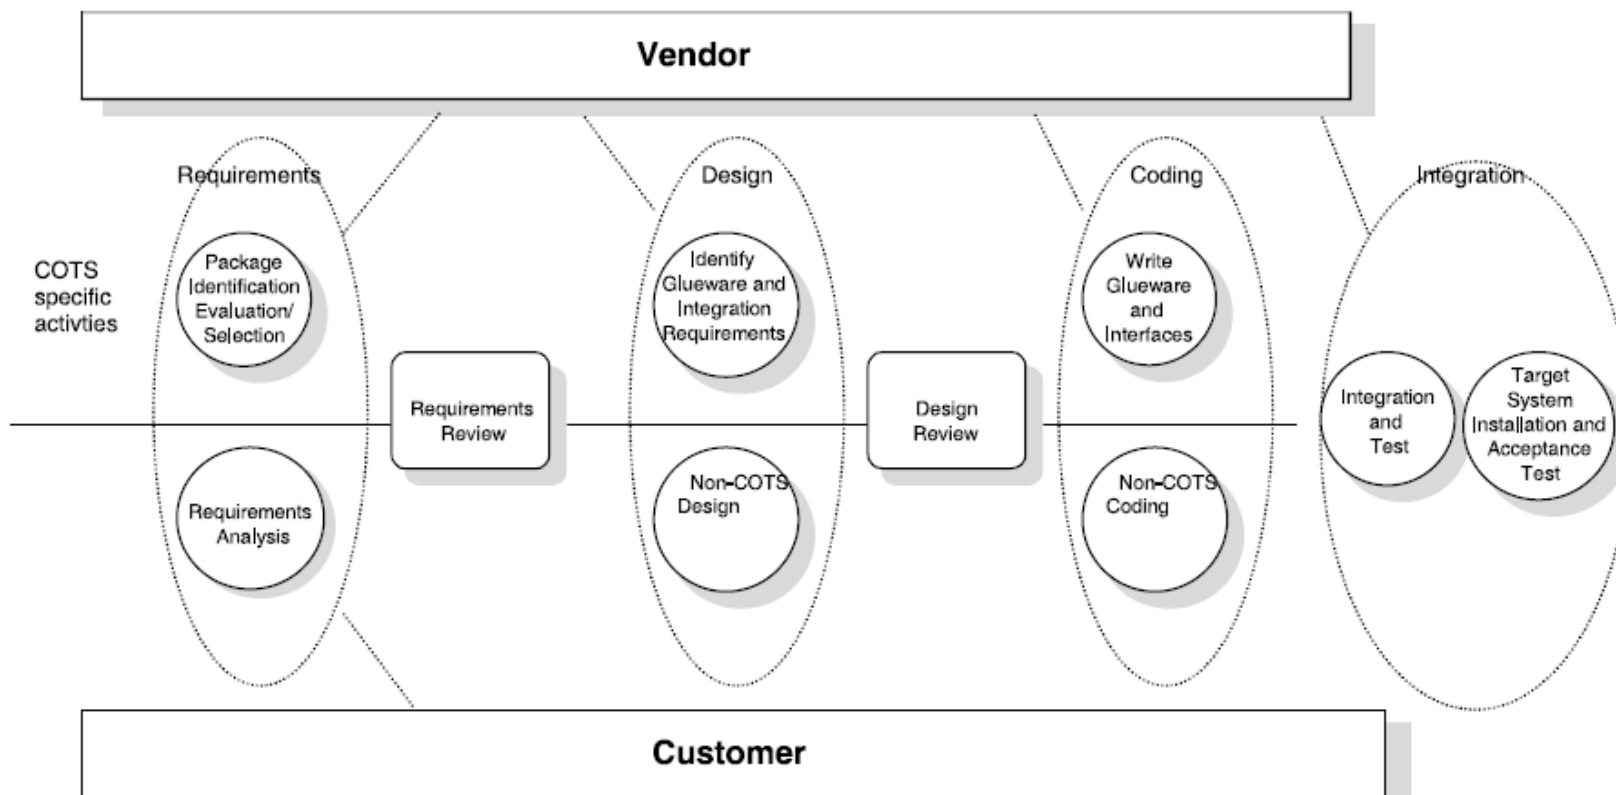 Vendor
Requirements
Design
Coding
Integration
COTS
specific
activties
Package
Identification
Evaluation/
Selection
Identify
Glueware and
Integration
Requirements
Write
Glueware
and
Interfaces
Requirements
Review
Design
Review
Integration
and
Test
Target
System
Installation and
Acceptance
Test
Requirements
Analysis
Non-COTS
Design
Non-COTS
Coding
Customer